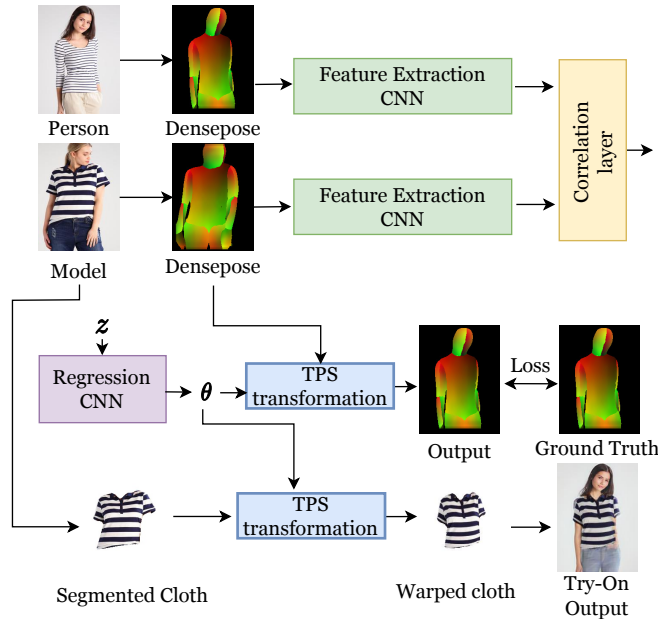 Feature Extraction
CNN
Person
Densepose
Correlation
layer
Feature Extraction
CNN
Model
Densepose
z
Regression
CNN
θ
TPS
transformation
Loss
Output
Ground Truth
TPS
transformation
Segmented Cloth
Warped cloth
Try-On
Output